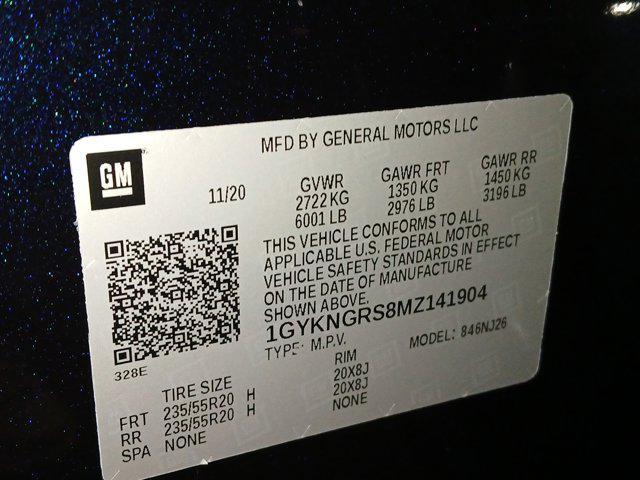 MFD BY GENERAL MOTORS LLC
GM
11/20
GVWR GAWR FRT GAWR RR
2722 KG 1350 KG 1450 KG
6001 LB 2976 LB 3196 LB
THIS VEHICLE CONFORMS TO ALL
APPLICABLE U.S. FEDERAL MOTOR
VEHICLE SAFETY STANDARDS IN EFFECT
ON THE DATE OF MANUFACTURE
SHOWN ABOVE.
1GYKNGRS8MZ141904
TYPE: M.P.V. MODEL: 846NJ26
328E
TIRE SIZE RIM
FRT 235/55R20 H 20X8J
RR 235/55R20 H 20X8J
SPA NONE NONE